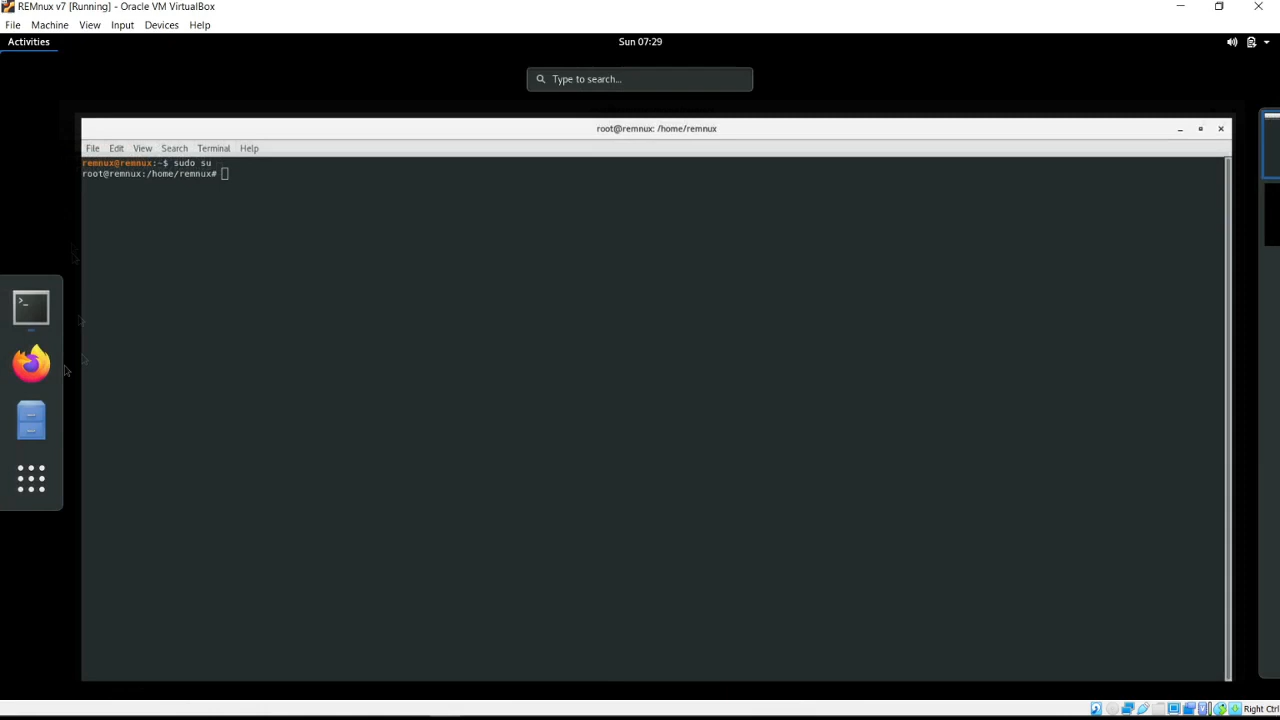 REMnux v7 [Running] - Oracle VM VirtualBox
File Machine View Input Devices Help
Activities Sun 07:29
Type to search...
root@remnux: /home/remnux
File Edit View Search Terminal Help
remnux@remnux:~$ sudo su
root@remnux:/home/remnux#
Right Ctrl